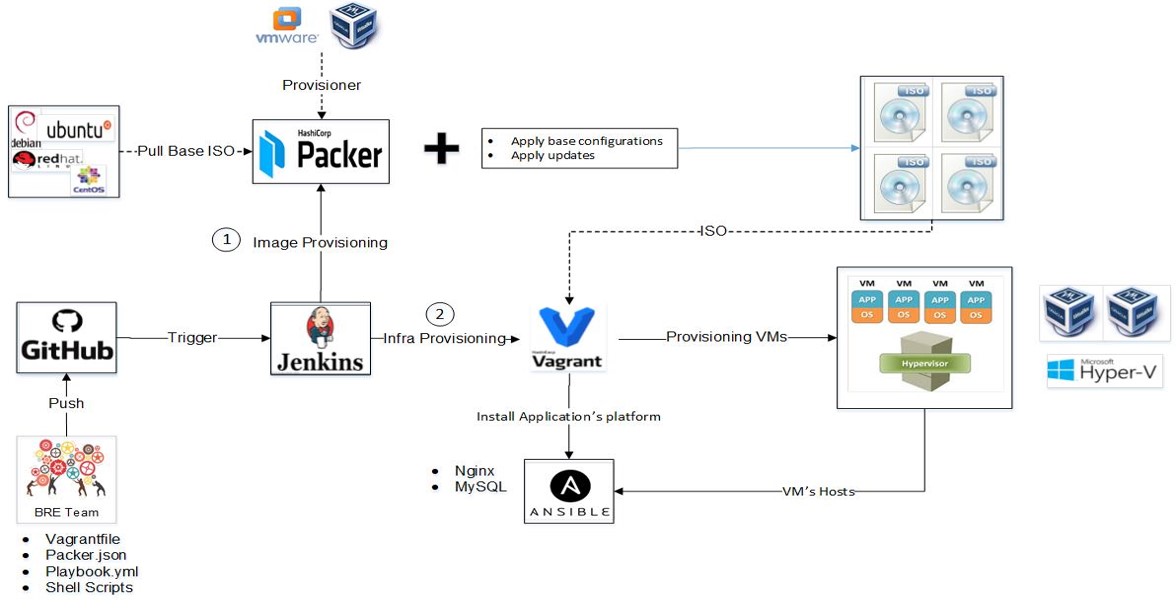 vmware
Provisioner
debian
ubuntu
redhat
LINUX
CentOS
Pull Base ISO
HashiCorp
Packer
Apply base configurations
Apply updates
ISO
ISO
ISO
ISO
1
Image Provisioning
ISO
GitHub
Trigger
Jenkins
2
Infra Provisioning
HashiCorp
Vagrant
Provisioning VMs
VM VM VM VM
APP APP APP APP
OS OS OS OS
Hypervisor
Microsoft
Hyper-V
Push
Install Application's platform
BRE Team
Nginx
MySQL
ANSIBLE
VM's Hosts
Vagrantfile
Packer.json
Playbook.yml
Shell Scripts